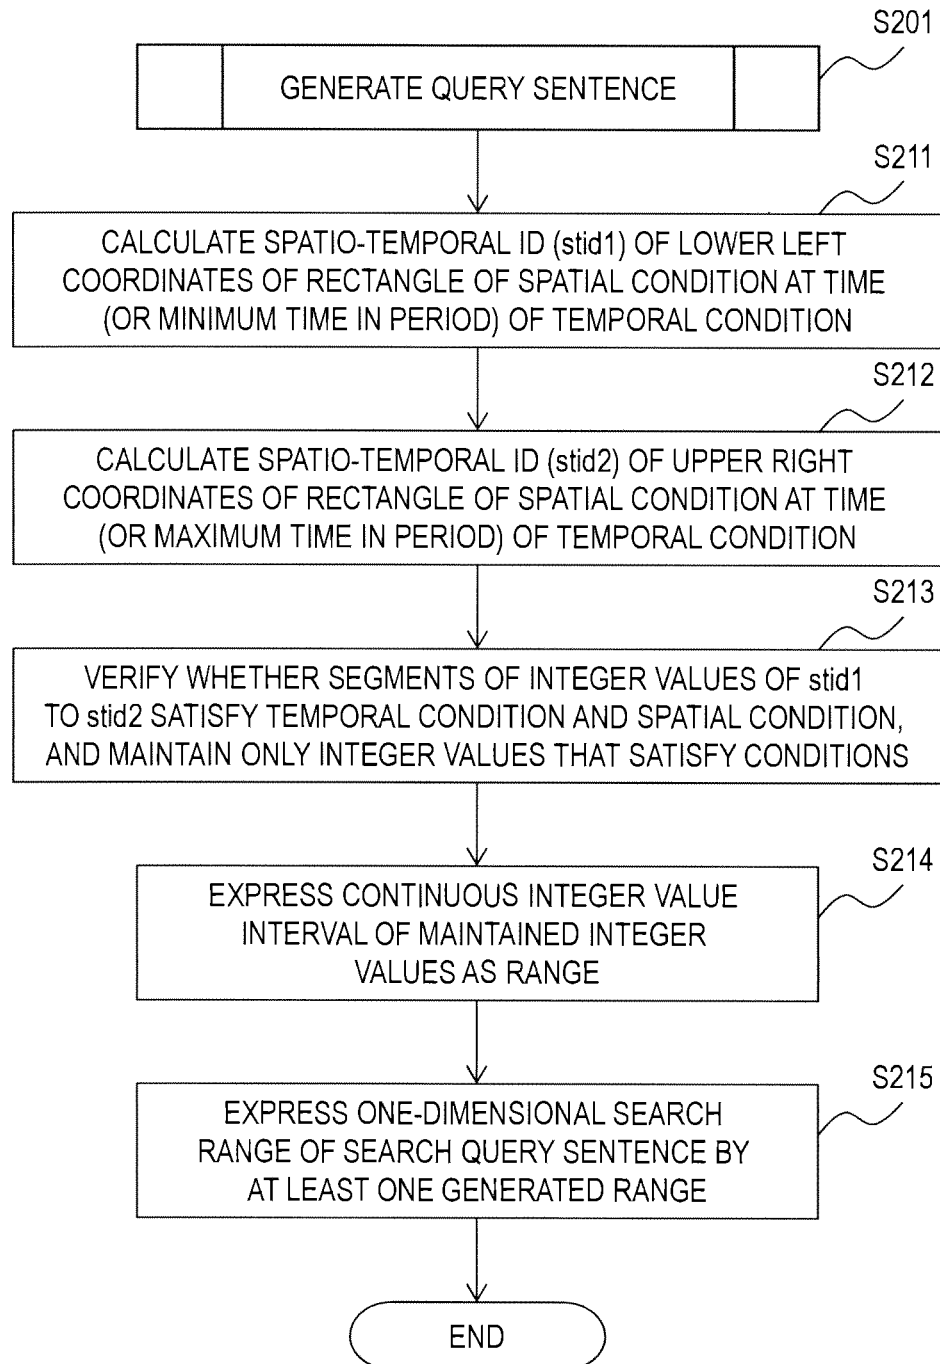 S201
GENERATE QUERY SENTENCE
S211
CALCULATE SPATIO-TEMPORAL ID (stid1) OF LOWER LEFT
COORDINATES OF RECTANGLE OF SPATIAL CONDITION AT TIME
(OR MINIMUM TIME IN PERIOD) OF TEMPORAL CONDITION
S212
CALCULATE SPATIO-TEMPORAL ID (stid2) OF UPPER RIGHT
COORDINATES OF RECTANGLE OF SPATIAL CONDITION AT TIME
(OR MAXIMUM TIME IN PERIOD) OF TEMPORAL CONDITION
S213
VERIFY WHETHER SEGMENTS OF INTEGER VALUES OF stid1
TO stid2 SATISFY TEMPORAL CONDITION AND SPATIAL CONDITION,
AND MAINTAIN ONLY INTEGER VALUES THAT SATISFY CONDITIONS
S214
EXPRESS CONTINUOUS INTEGER VALUE
INTERVAL OF MAINTAINED INTEGER
VALUES AS RANGE
S215
EXPRESS ONE-DIMENSIONAL SEARCH
RANGE OF SEARCH QUERY SENTENCE BY
AT LEAST ONE GENERATED RANGE
END